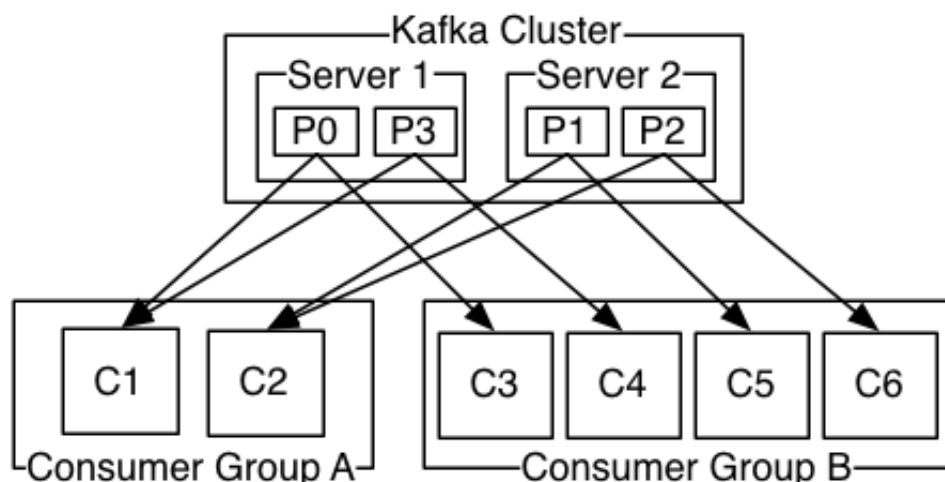 Kafka Cluster
Server 1 Server 2
P0 P3 P1 P2
C1 C2 C3 C4 C5 C6
Consumer Group A Consumer Group B